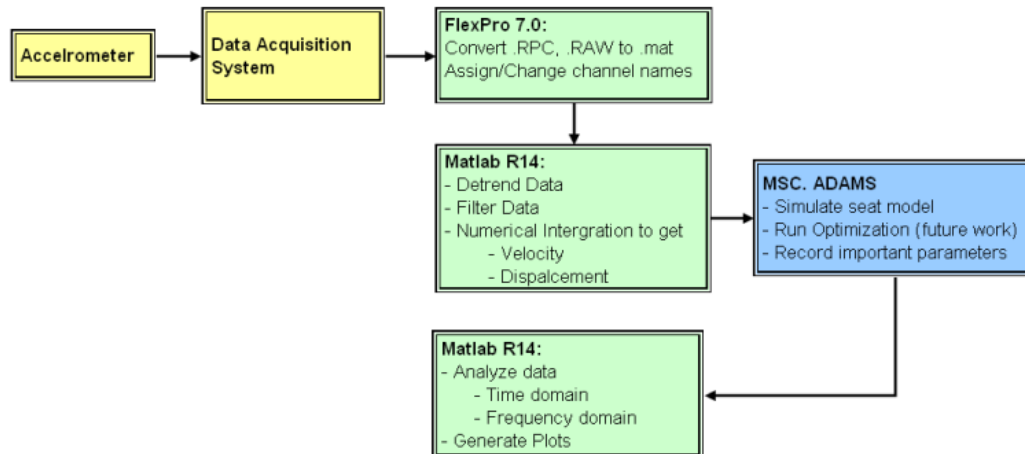 Accelrometer
Data Acquisition
System
FlexPro 7.0:
Convert .RPC, .RAW to .mat
Assign/Change channel names
Matlab R14:
- Detrend Data
- Filter Data
- Numerical Intergration to get
- Velocity
- Dispalcement
MSC. ADAMS
- Simulate seat model
- Run Optimization (future work)
- Record important parameters
Matlab R14:
- Analyze data
- Time domain
- Frequency domain
- Generate Plots